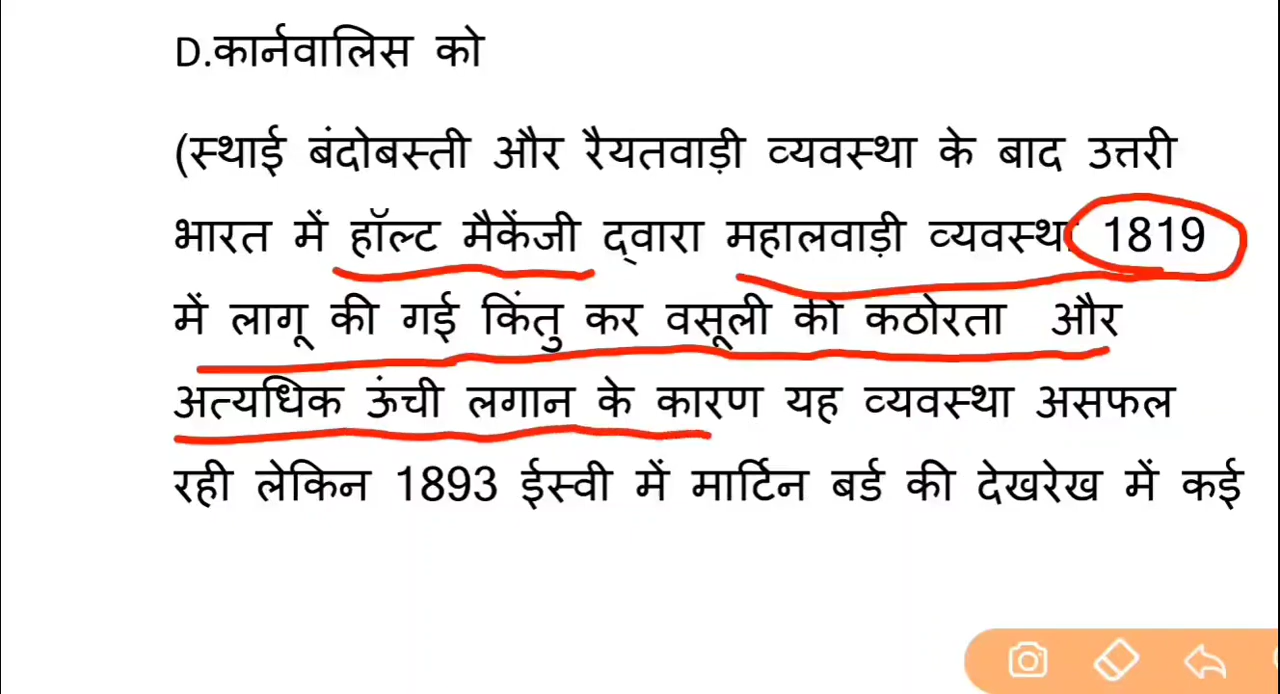 D.कार्नवालिस को
(स्थाई बंदोबस्ती और रैयतवाड़ी व्यवस्था के बाद उत्तरी
भारत में हॉल्ट मैकेंजी द्वारा महालवाड़ी व्यवस्था 1819
में लागू की गई किंतु कर वसूली की कठोरता और
अत्यधिक ऊंची लगान के कारण यह व्यवस्था असफल
रही लेकिन 1893 ईस्वी में मार्टिन बर्ड की देखरेख में कई